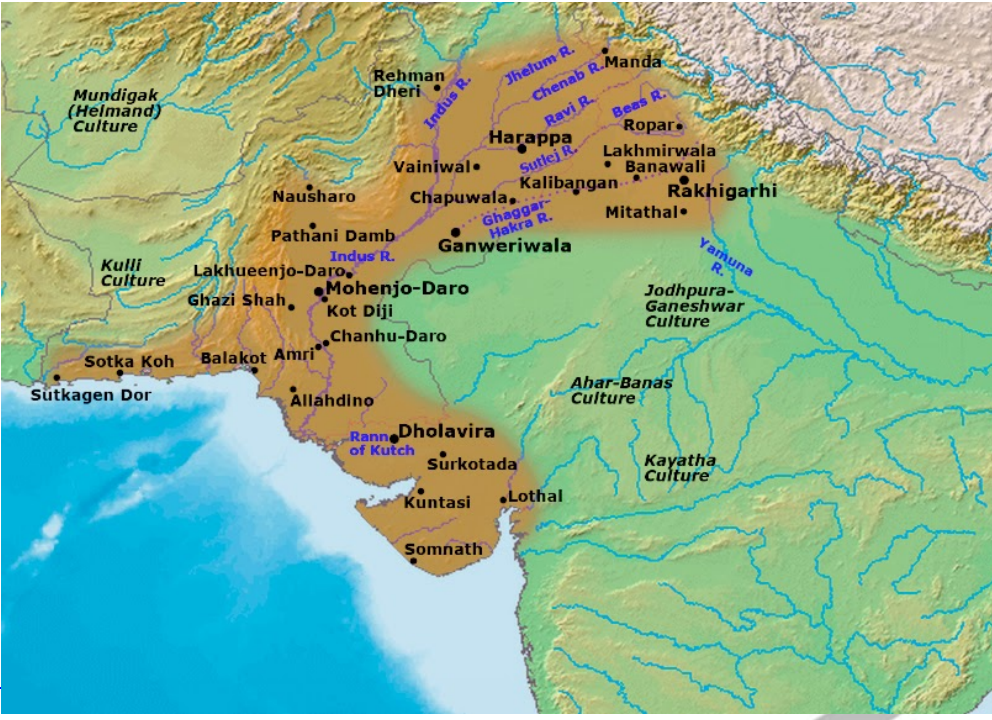 Rehman
Dheri
Indus R.
Jhelum R.
Manda
Chenab R.
Mundigak
(Helmand)
Culture
Ravi R.
Beas R.
Ropar
Harappa
Lakhmirwala
Sutlej R.
Vainiwal
Banawali
Kalibangan
Rakhigarhi
Nausharo
Chapuwala
Ghaggar-
Hakra R.
Mitathal
Pathani Damb
Ganweriwala
Indus R.
Yamuna
R.
Kulli
Culture
Lakhueenjo-Daro
Mohenjo-Daro
Jodhpura-
Ganeshwar
Culture
Ghazi Shah
Kot Diji
Chanhu-Daro
Sotka Koh
Balakot
Amri
Sutkagen Dor
Allahdino
Ahar-Banas
Culture
Dholavira
Rann
of Kutch
Surkotada
Kayatha
Culture
Kuntasi
Lothal
Somnath